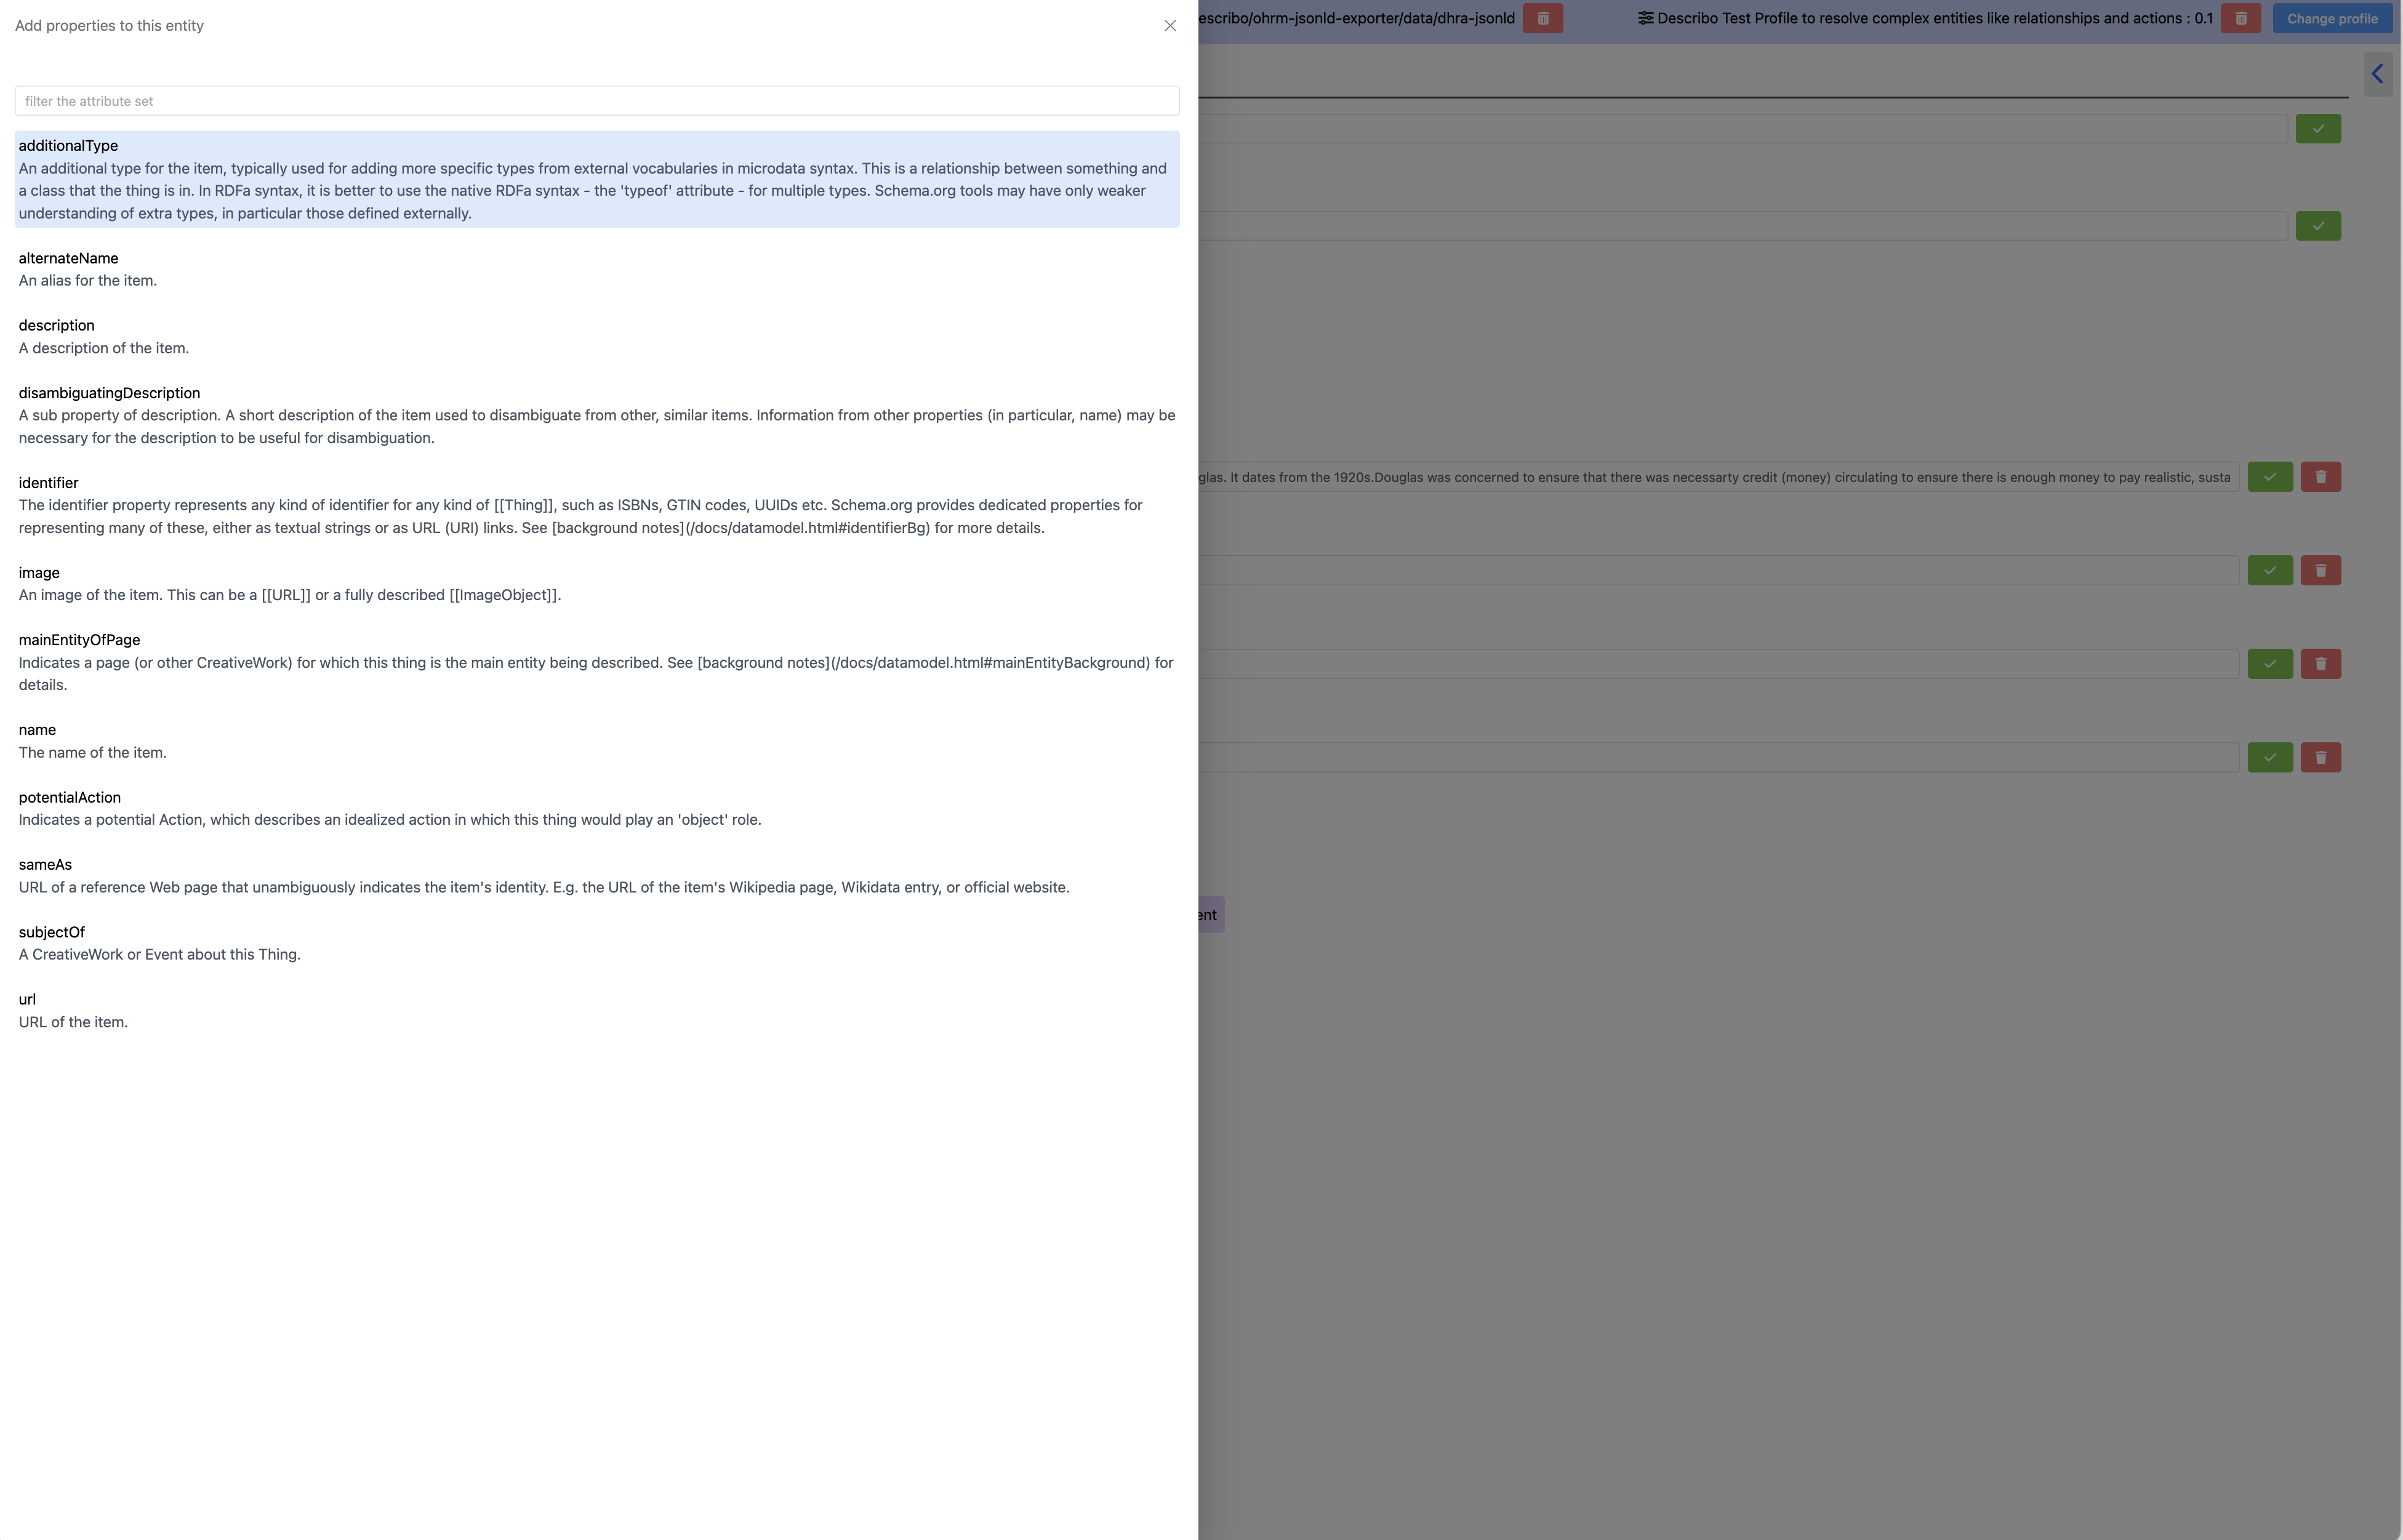 Add properties to this entity
escribo/ohrm-jsonld-exporter/data/dhra-jsonld
Describo Test Profile to resolve complex entities like relationships and actions : 0.1
Change profile
filter the attribute set
additionalType
An additional type for the item, typically used for adding more specific types from external vocabularies in microdata syntax. This is a relationship between something and
a class that the thing is in. In RDFa syntax, it is better to use the native RDFa syntax - the 'typeof' attribute - for multiple types. Schema.org tools may have only weaker
understanding of extra types, in particular those defined externally.
alternateName
An alias for the item.
description
A description of the item.
disambiguatingDescription
A sub property of description. A short description of the item used to disambiguate from other, similar items. Information from other properties (in particular, name) may be
necessary for the description to be useful for disambiguation.
identifier
The identifier property represents any kind of identifier for any kind of [[Thing]], such as ISBNs, GTIN codes, UUIDs etc. Schema.org provides dedicated properties for
representing many of these, either as textual strings or as URL (URI) links. See [background notes](/docs/datamodel.html#identifierBg) for more details.
glas. It dates from the 1920s.Douglas was concerned to ensure that there was necessarty credit (money) circulating to ensure there is enough money to pay realistic, susta
image
An image of the item. This can be a [[URL]] or a fully described [[ImageObject]].
mainEntityOfPage
Indicates a page (or other CreativeWork) for which this thing is the main entity being described. See [background notes](/docs/datamodel.html#mainEntityBackground) for
details.
name
The name of the item.
potentialAction
Indicates a potential Action, which describes an idealized action in which this thing would play an 'object' role.
sameAs
URL of a reference Web page that unambiguously indicates the item's identity. E.g. the URL of the item's Wikipedia page, Wikidata entry, or official website.
ent
subjectOf
A CreativeWork or Event about this Thing.
url
URL of the item.